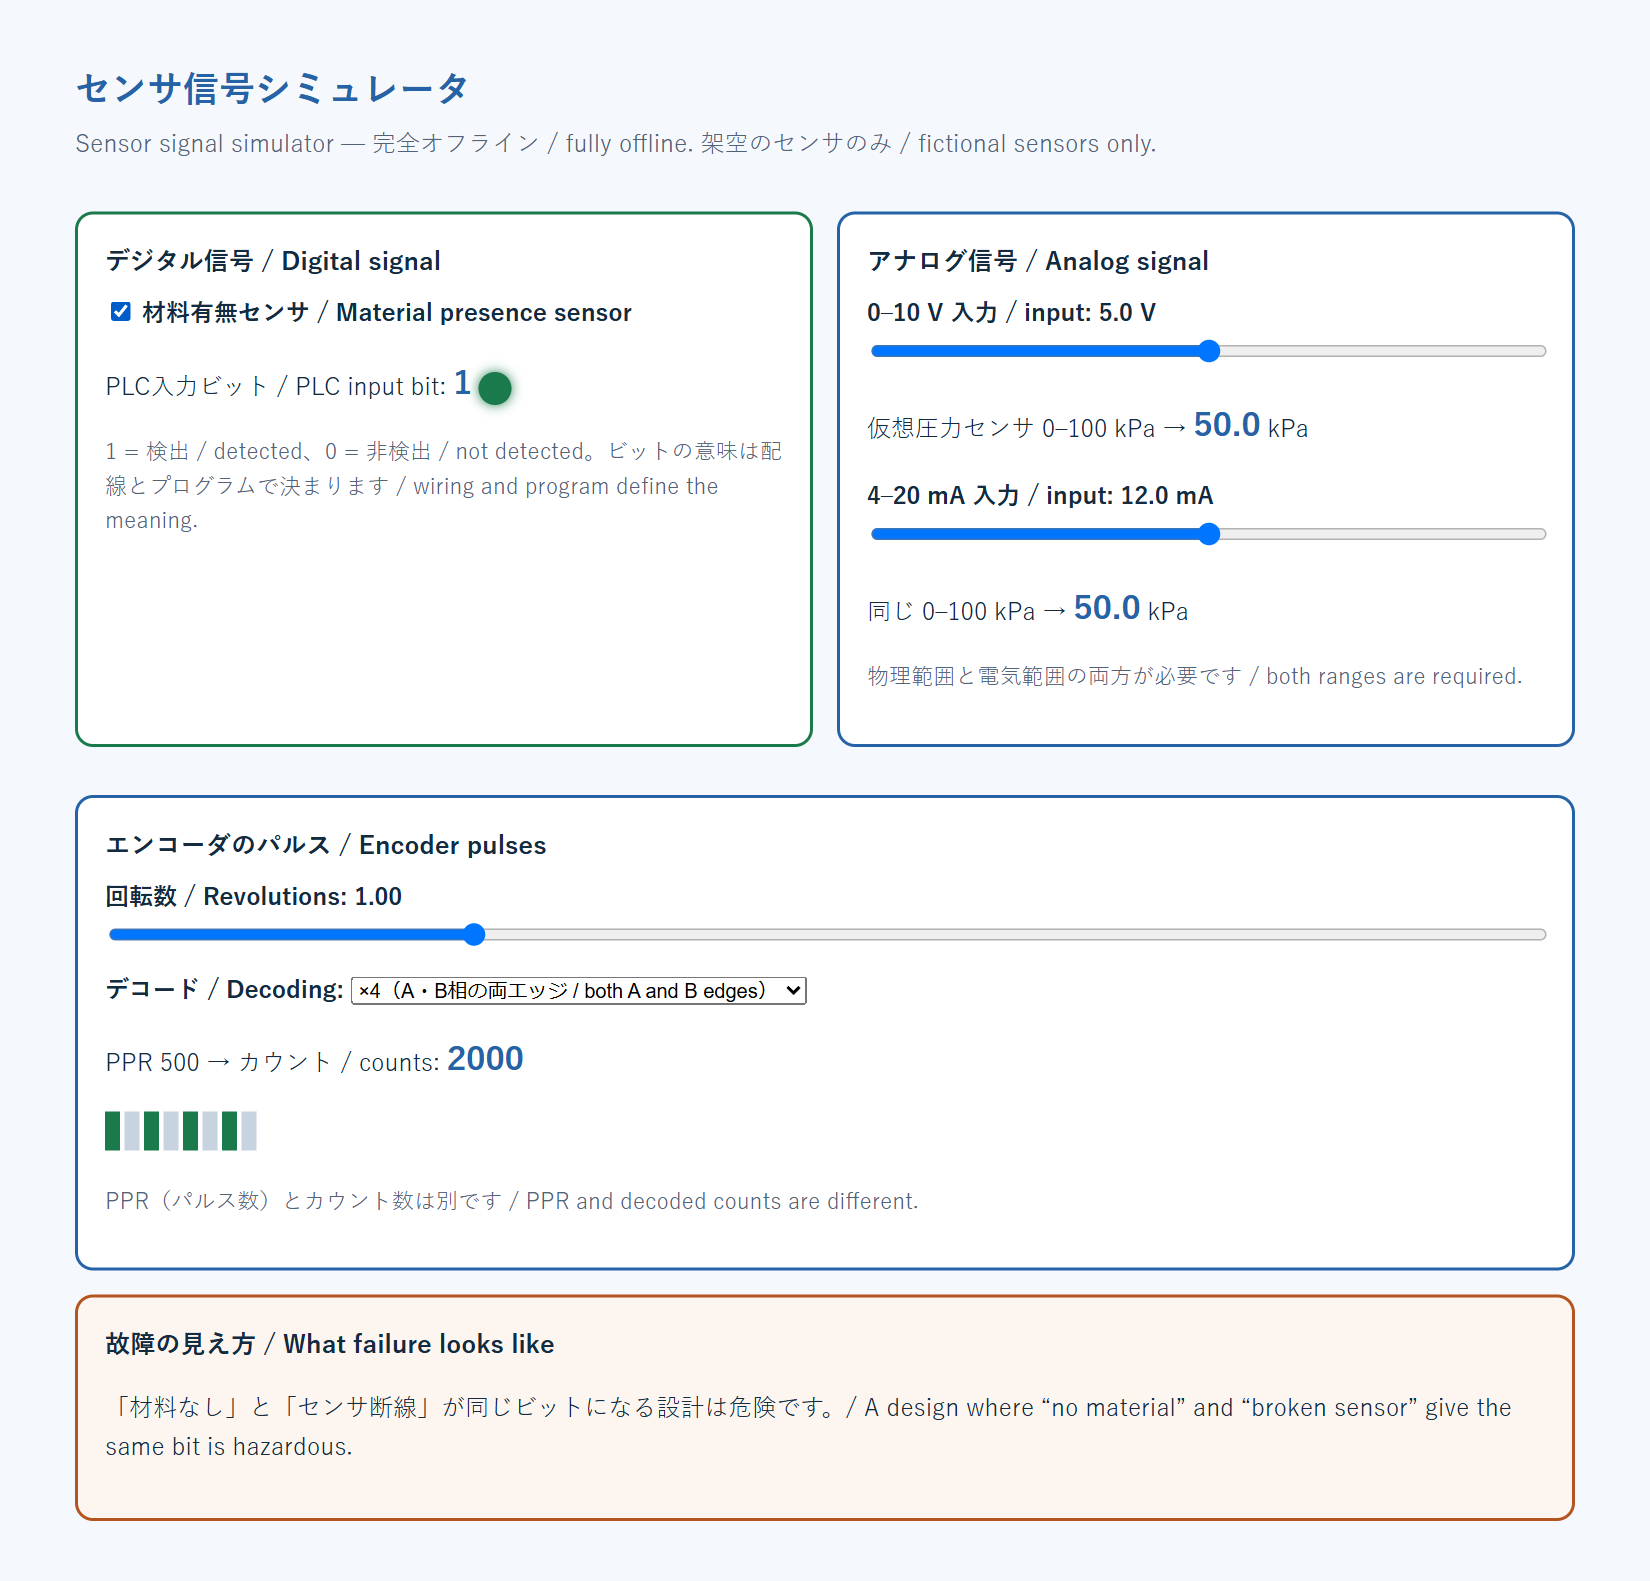 センサ信号シミュレータ
Sensor signal simulator — 完全オフライン / fully offline. 架空のセンサのみ / fictional sensors only.
デジタル信号 / Digital signal
材料有無センサ / Material presence sensor
PLC入力ビット / PLC input bit: 1
1 = 検出 / detected、0 = 非検出 / not detected。ビットの意味は配
線とプログラムで決まります / wiring and program define the
meaning.
アナログ信号 / Analog signal
0–10 V 入力 / input: 5.0 V
仮想圧力センサ 0–100 kPa → 50.0 kPa
4–20 mA 入力 / input: 12.0 mA
同じ 0–100 kPa → 50.0 kPa
物理範囲と電気範囲の両方が必要です / both ranges are required.
エンコーダのパルス / Encoder pulses
回転数 / Revolutions: 1.00
デコード / Decoding: ×4（A・B相の両エッジ / both A and B edges）
PPR 500 → カウント / counts: 2000
PPR（パルス数）とカウント数は別です / PPR and decoded counts are different.
故障の見え方 / What failure looks like
「材料なし」と「センサ断線」が同じビットになる設計は危険です。/ A design where “no material” and “broken sensor” give the
same bit is hazardous.